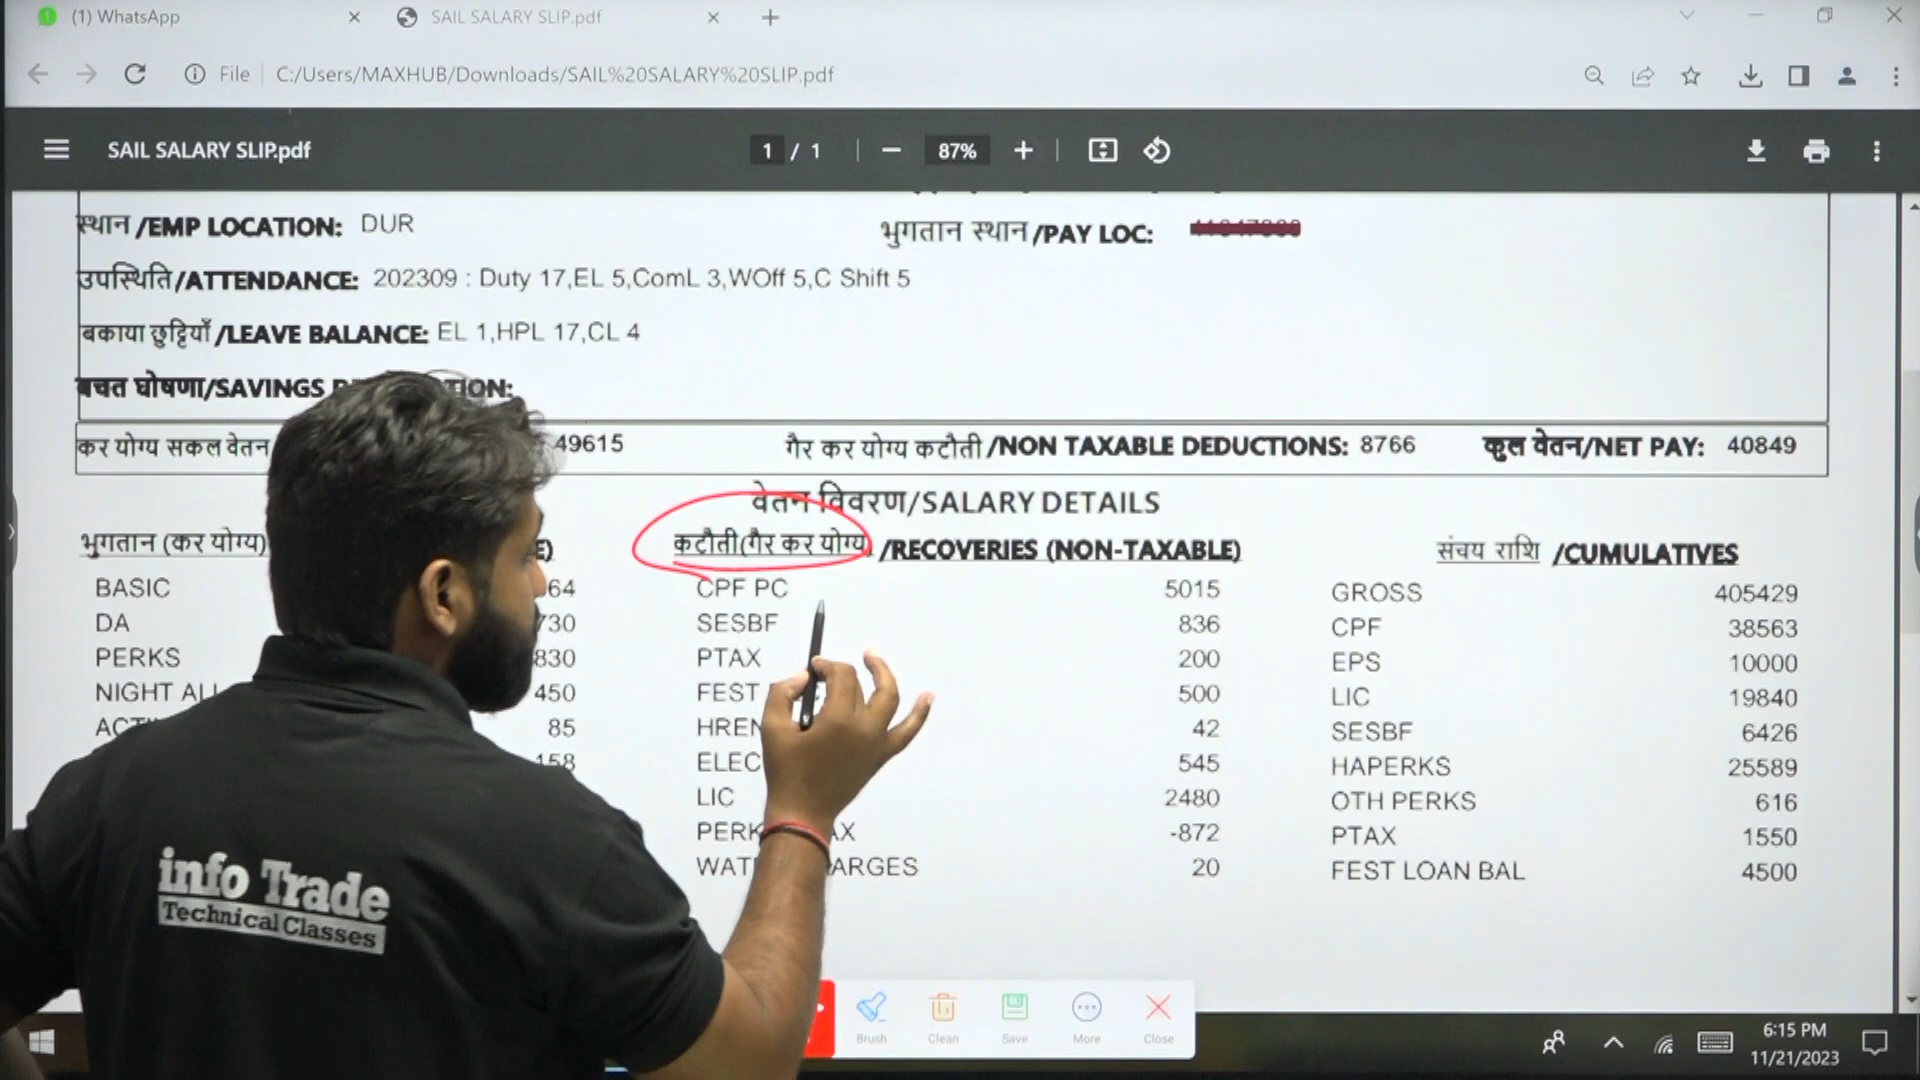 (1) WhatsApp
SAIL SALARY SLIP.pdf
File
C:/Users/MAXHUB/Downloads/SAIL%20SALARY%20SLIP.pdf
SAIL SALARY SLIP.pdf
1 / 1
87%
स्थान /EMP LOCATION: DUR
भुगतान स्थान /PAY LOC:
उपस्थिति /ATTENDANCE: 202309 : Duty 17,EL 5,ComL 3,WOff 5,C Shift 5
बकाया छुट्टियाँ /LEAVE BALANCE: EL 1,HPL 17,CL 4
बचत घोषणा/SAVINGS
कर योग्य सकल वेतन 49615 गैर कर योग्य कटौती /NON TAXABLE DEDUCTIONS: 8766 कुल वेतन/NET PAY: 40849
वेतन विवरण/SALARY DETAILS
भुगतान (कर योग्य) कटौती(गैर कर योग्य) /RECOVERIES (NON-TAXABLE) संचय राशि /CUMULATIVES
BASIC 64 CPF PC 5015 GROSS 405429
DA 730 SESBF 836 CPF 38563
PERKS 830 PTAX 200 EPS 10000
NIGHT 450 FEST 500 LIC 19840
85 42 SESBF 6426
158 ELEC 545 HAPERKS 25589
LIC 2480 OTH PERKS 616
-872 PTAX 1550
20 FEST LOAN BAL 4500
info Trade
Technical Classes
Brush
Clean
Save
More
Close
6:15 PM
11/21/2023